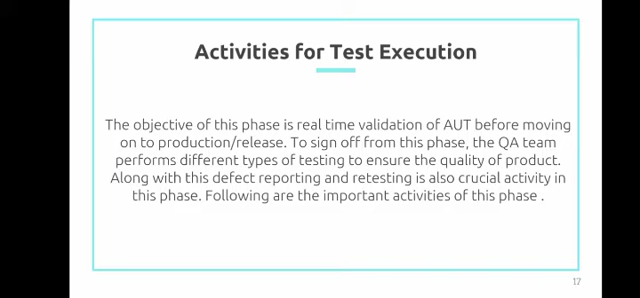 Activities for Test Execution
The objective of this phase is real time validation of AUT before moving
on to production/release. To sign off from this phase, the QA team
performs different types of testing to ensure the quality of product.
Along with this defect reporting and retesting is also crucial activity in
this phase. Following are the important activities of this phase .
17